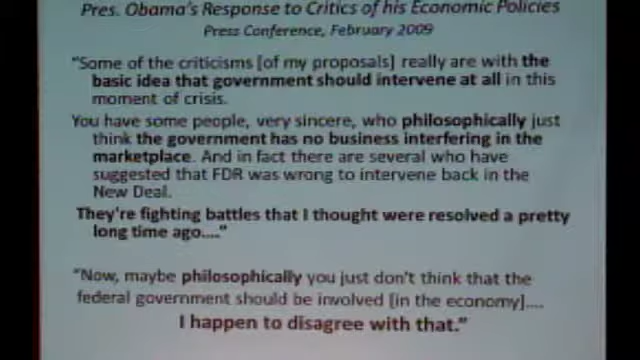 Pres. Obama's Response to Critics of his Economic Policies
Press Conference, February 2009
"Some of the criticisms [of my proposals] really are with the
basic idea that government should intervene at all in this
moment of crisis.
You have some people, very sincere, who philosophically just
think the government has no business interfering in the
marketplace. And in fact there are several who have
suggested that FDR was wrong to intervene back in the
New Deal.
They're fighting battles that I thought were resolved a pretty
long time ago...."
"Now, maybe philosophically you just don't think that the
federal government should be involved [in the economy]....
I happen to disagree with that."